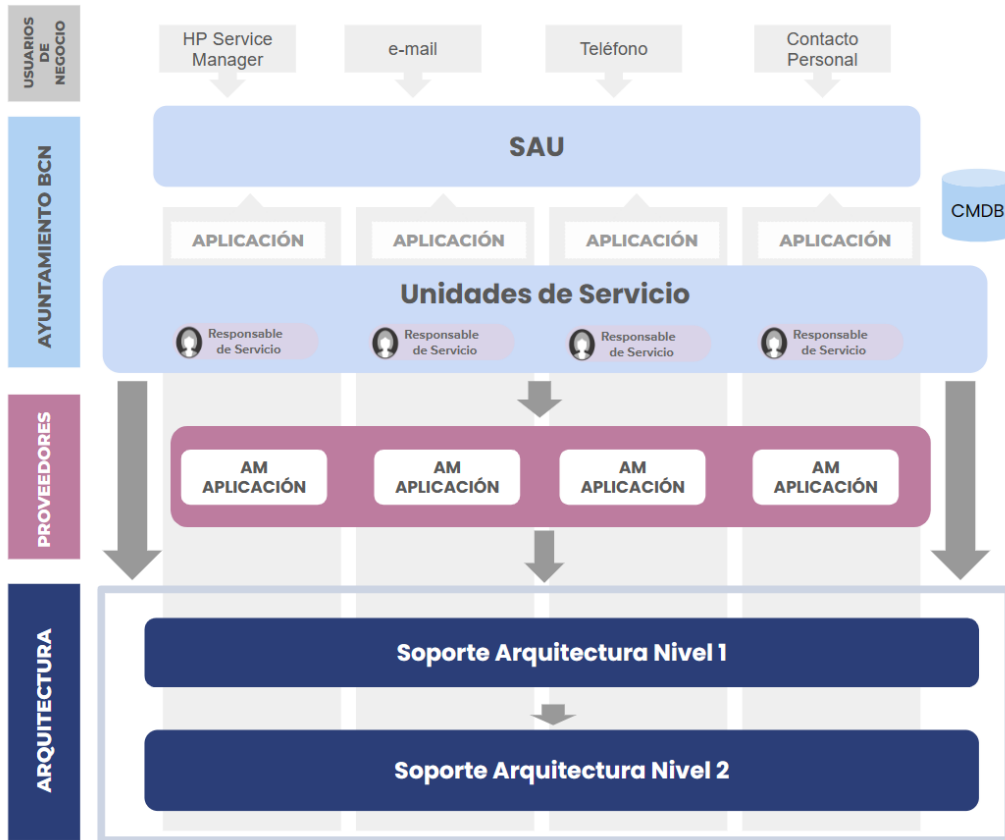 USUARIOS
DE
NEGOCIO
HP Service
Manager
e-mail
Teléfono
Contacto
Personal
AYUNTAMIENTO BCN
SAU
CMDB
APLICACIÓN
APLICACIÓN
APLICACIÓN
APLICACIÓN
Unidades de Servicio
Responsable
de Servicio
Responsable
de Servicio
Responsable
de Servicio
Responsable
de Servicio
PROVEEDORES
AM
APLICACIÓN
AM
APLICACIÓN
AM
APLICACIÓN
AM
APLICACIÓN
ARQUITECTURA
Soporte Arquitectura Nivel 1
Soporte Arquitectura Nivel 2